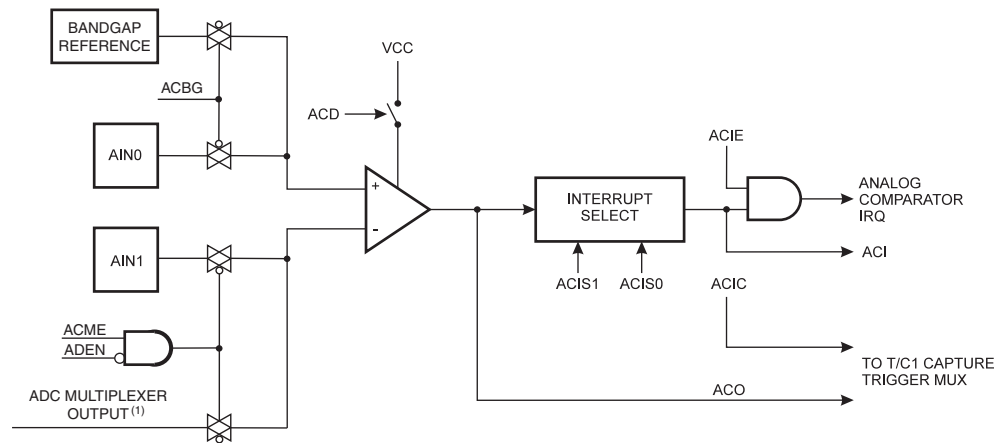 BANDGAP
REFERENCE
ACBG
AIN0
VCC
ACD
+
-
INTERRUPT
SELECT
ACIS1 ACIS0
ACIE
ANALOG
COMPARATOR
IRQ
ACI
ACIC
AIN1
ACME
ADEN
ADC MULTIPLEXER
OUTPUT (1)
TO T/C1 CAPTURE
TRIGGER MUX
ACO